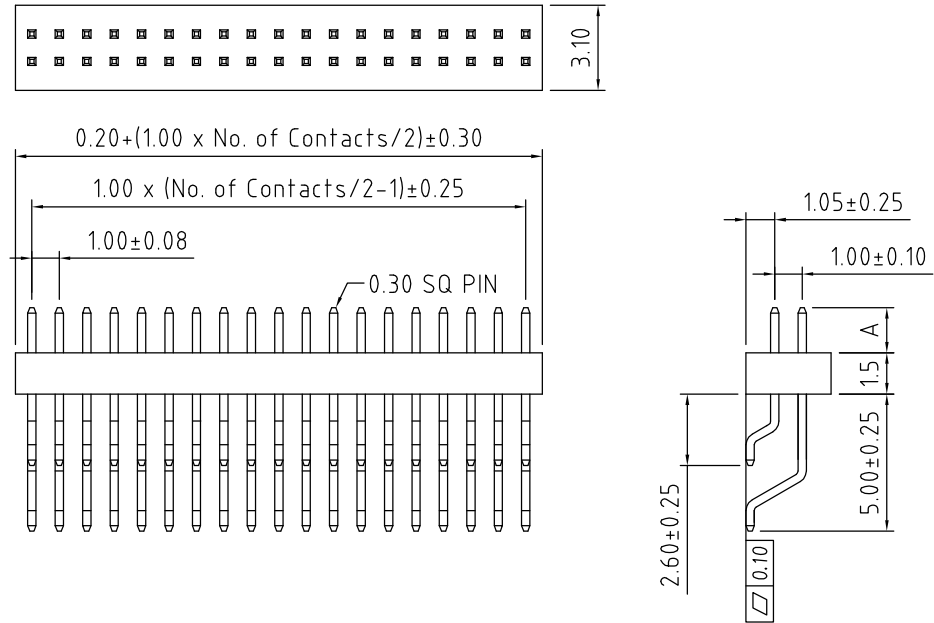 3.10
0.20+(1.00 x No. of Contacts/2)±0.30
1.00 x (No. of Contacts/2-1)±0.25
1.00±0.08
0.30 SQ PIN
1.05±0.25
1.00±0.10
A
1.5
5.00±0.25
2.60±0.25
0.10